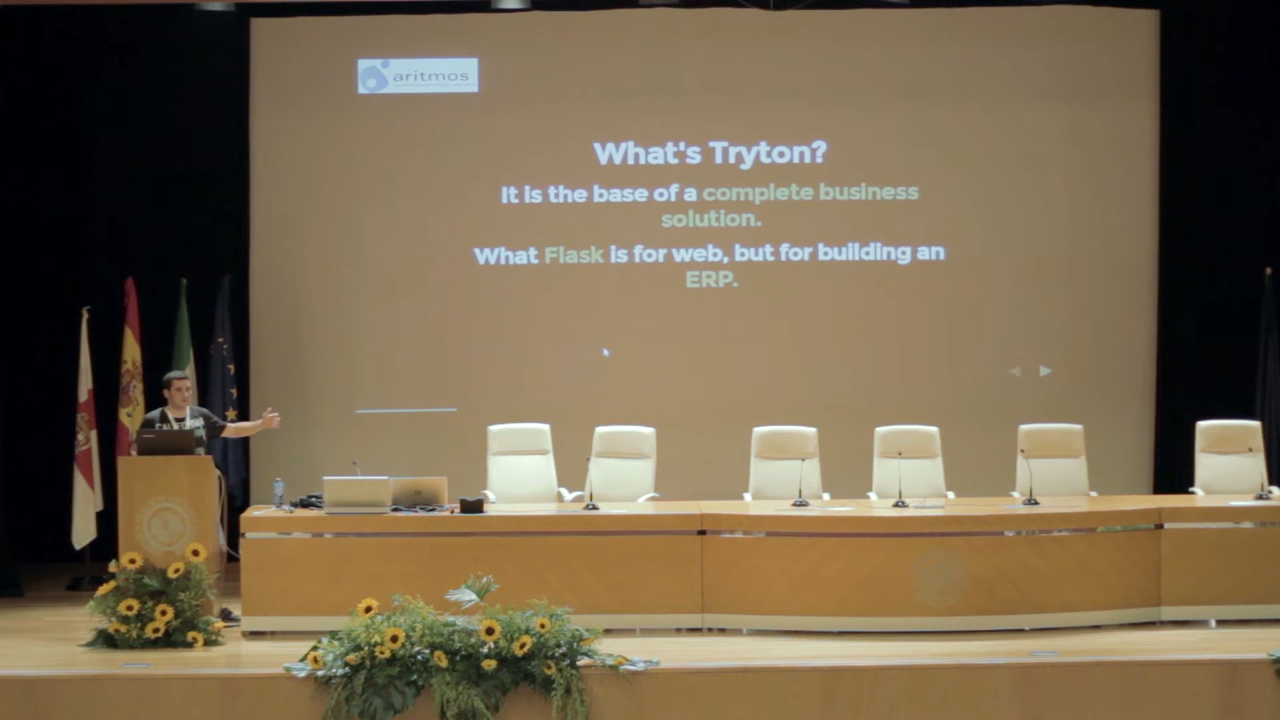 aritmos
What's Tryton?
It is the base of a complete business
solution.
What Flask is for web, but for building an
ERP.